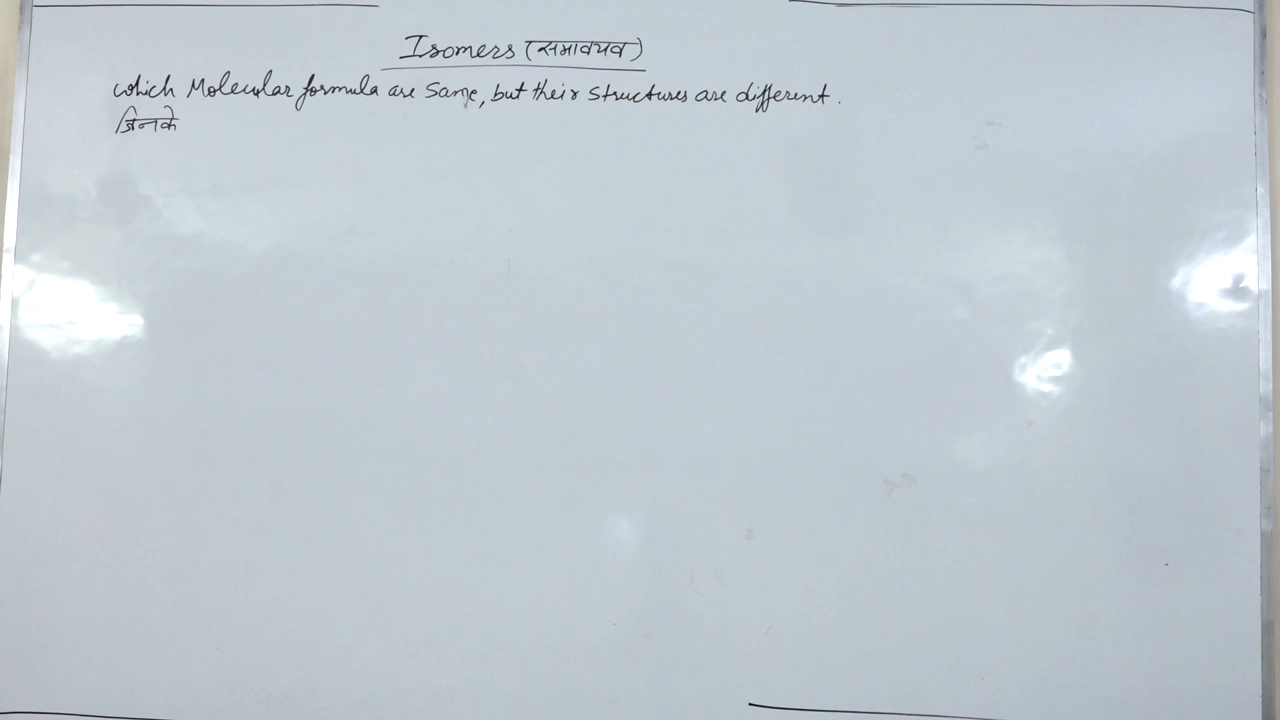 Isomers (समावयव)
which Molecular formula are same, but their structures are different.
जिनके